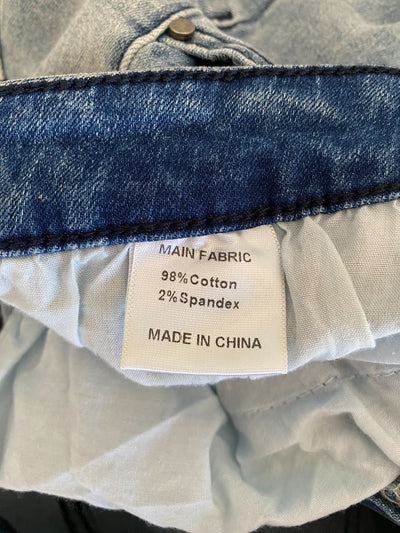 MAIN FABRIC
98%Cotton
2%Spandex
MADE IN CHINA